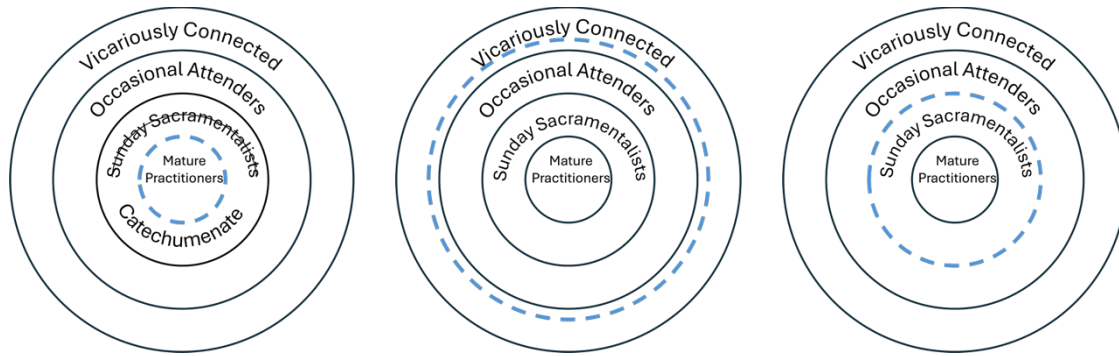 Vicariously Connected
Occasional Attenders
Sunday Sacramentalists
Mature
Practitioners
Catechumenate
Vicariously Connected
Occasional Attenders
Sunday Sacramentalists
Mature
Practitioners
Vicariously Connected
Occasional Attenders
Sunday Sacramentalists
Mature
Practitioners